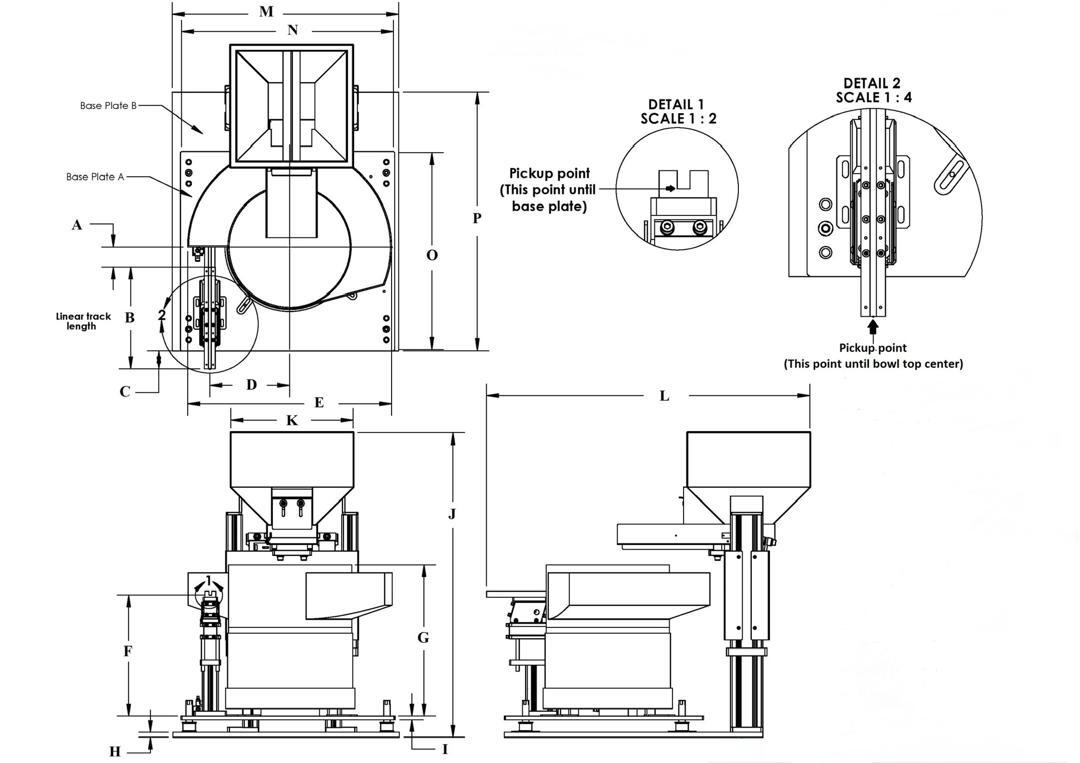 M
N
Base Plate B
Base Plate A
A
P
O
Linear track
length
B
2
C
D
E
K
DETAIL 1
SCALE 1 : 2
Pickup point
(This point until
base plate)
DETAIL 2
SCALE 1 : 4
Pickup point
(This point until bowl top center)
L
J
1
F
G
H
I